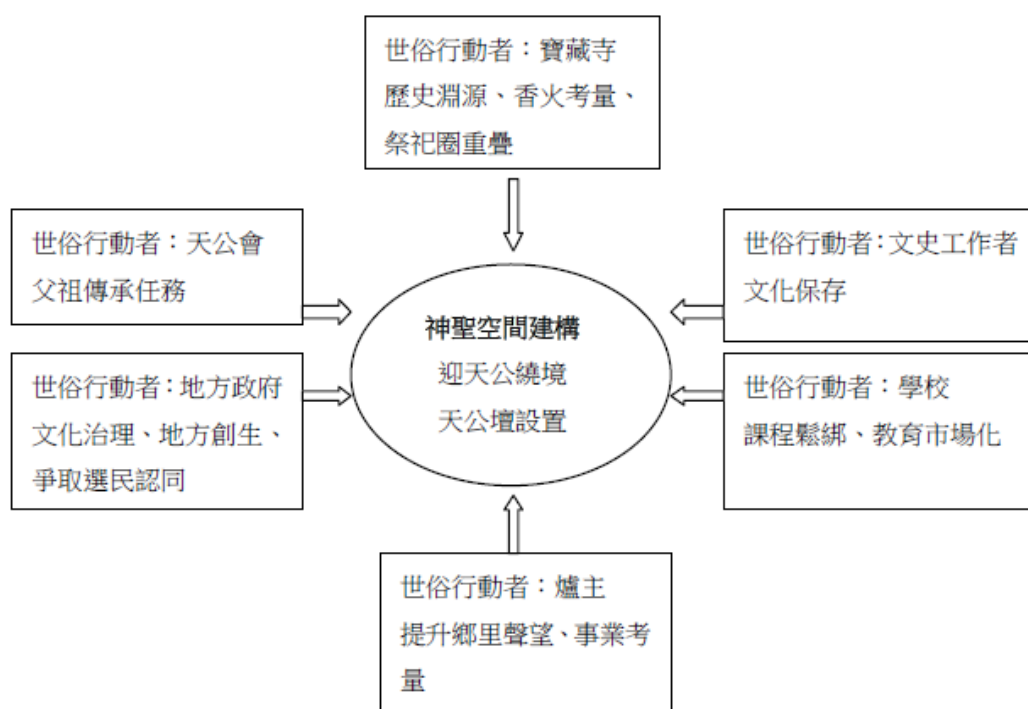 世俗行動者：寶藏寺
歷史淵源、香火考量、
祭祀圈重疊
世俗行動者：天公會
父祖傳承任務
世俗行動者：文史工作者
文化保存
神聖空間建構
迎天公繞境
天公壇設置
世俗行動者：地方政府
文化治理、地方創生、
爭取選民認同
世俗行動者：學校
課程鬆綁、教育市場化
世俗行動者：爐主
提升鄉里聲望、事業考
量